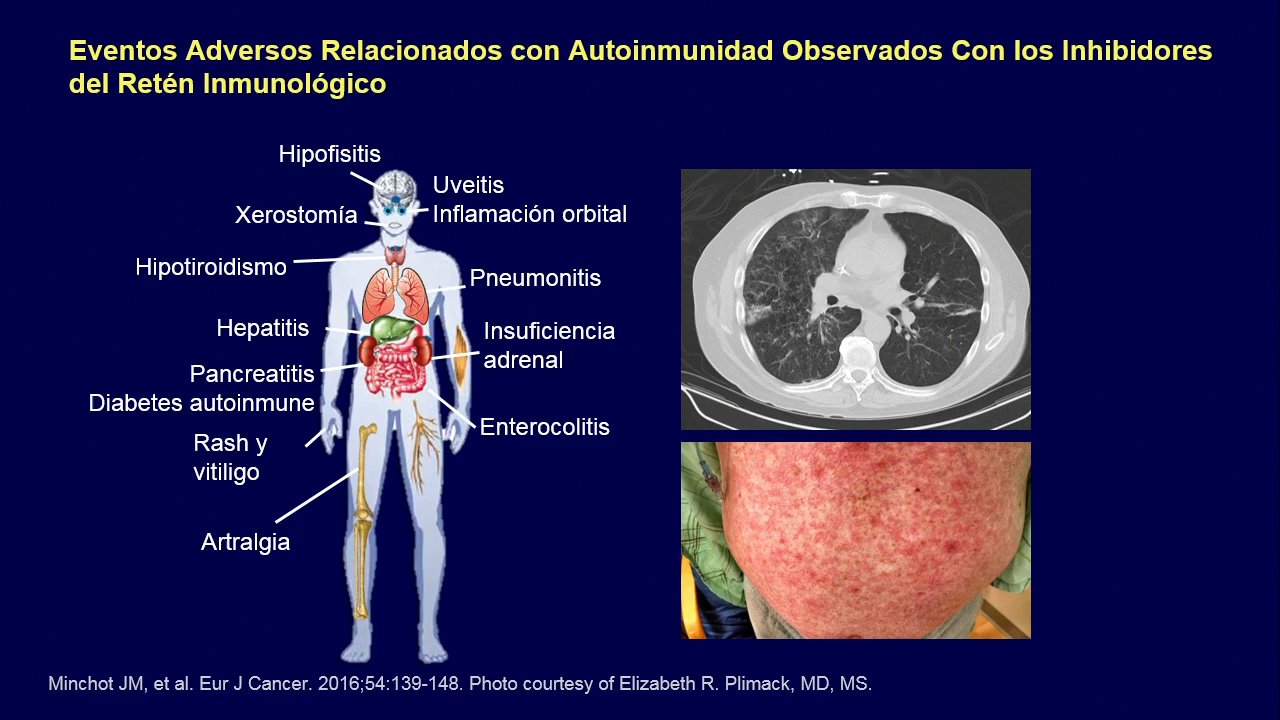 Eventos Adversos Relacionados con Autoinmunidad Observados Con los Inhibidores
del Retén Inmunológico
Hipofisitis
Uveitis
Inflamación orbital
Xerostomía
Hipotiroidismo
Pneumonitis
Hepatitis
Insuficiencia
adrenal
Pancreatitis
Diabetes autoinmune
Enterocolitis
Rash y
vitiligo
Artralgia
Minchot JM, et al. Eur J Cancer. 2016;54:139-148. Photo courtesy of Elizabeth R. Plimack, MD, MS.